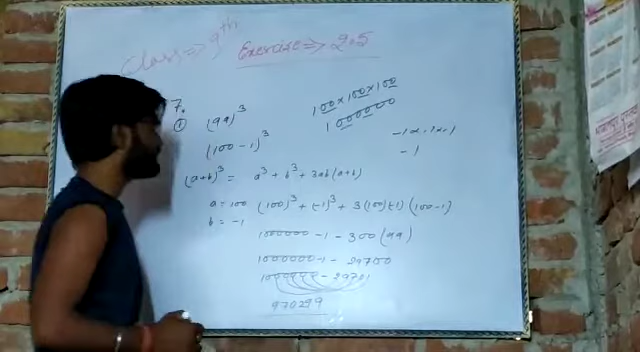 Class => 9th Exercise => 2.5
7.
① (99)³
100×100×100
1000000
(100-1)³
-1×-1×-1
-1
(a+b)³ = a³ + b³ + 3ab(a+b)
a=100 (100)³ + (-1)³ + 3(100)(-1) (100-1)
b = -1
1000000 -1 - 300(99)
1000000-1 - 29700
1000000 - 29701
970299